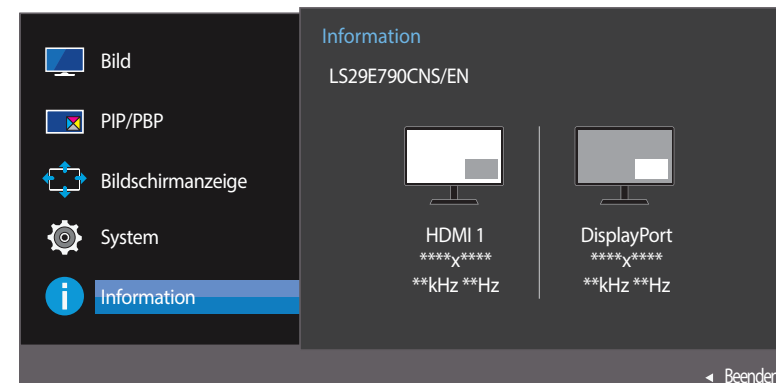 Bild
PIP/PBP
Bildschirmanzeige
System
Information
Information
LS29E790CNS/EN
HDMI 1
****x****
**kHz **Hz
DisplayPort
****x****
**kHz **Hz
Beenden